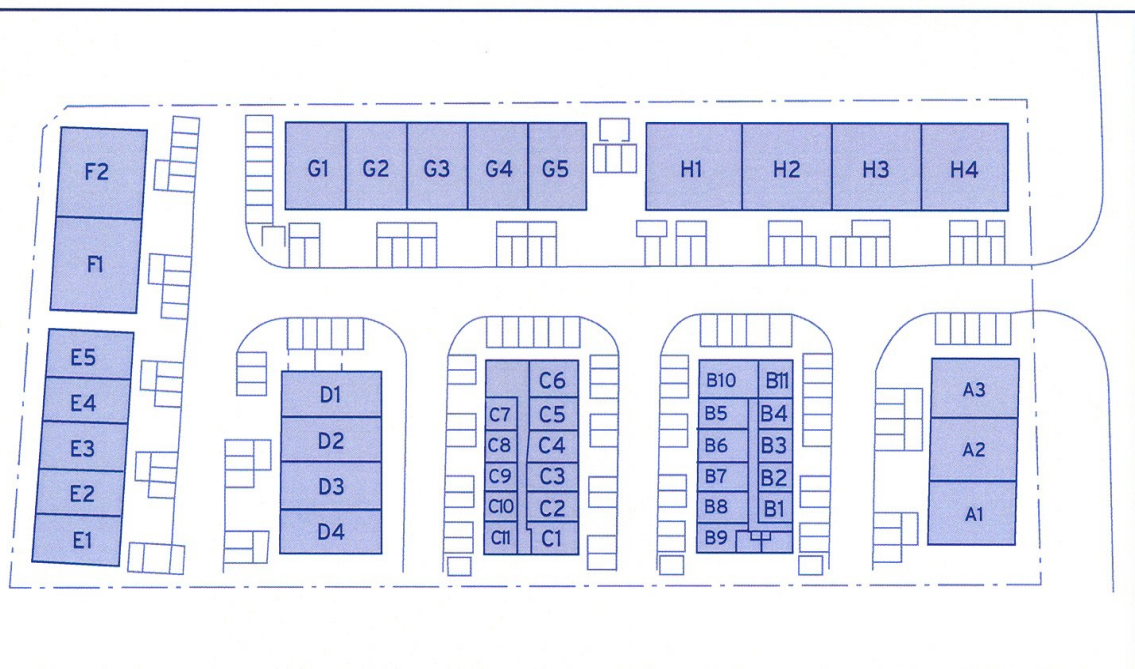 F2
F1
G1 G2 G3 G4 G5
H1 H2 H3 H4
E5
E4
E3
E2
E1
D1
D2
D3
D4
C6
C7 C5
C8 C4
C9 C3
C10 C2
C11 C1
B10 B11
B5 B4
B6 B3
B7 B2
B8 B1
B9
A3
A2
A1